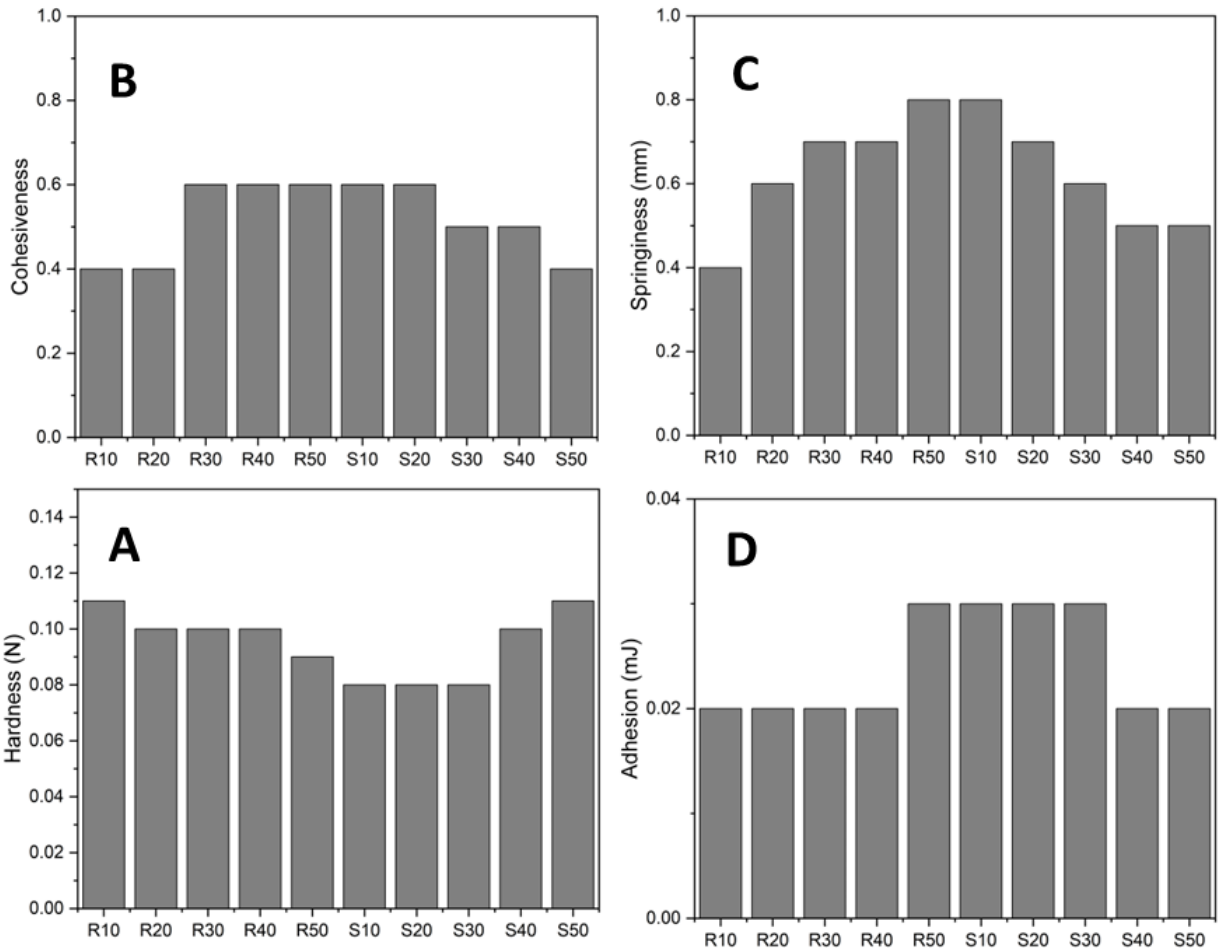 B
Cohesiveness
1.0
0.8
0.6
0.4
0.2
0.0
R10 R20 R30 R40 R50 S10 S20 S30 S40 S50
C
Springiness (mm)
1.0
0.8
0.6
0.4
0.2
0.0
R10 R20 R30 R40 R50 S10 S20 S30 S40 S50
A
Hardness (N)
0.14
0.12
0.10
0.08
0.06
0.04
0.02
0.00
R10 R20 R30 R40 R50 S10 S20 S30 S40 S50
D
Adhesion (mJ)
0.04
0.02
0.00
R10 R20 R30 R40 R50 S10 S20 S30 S40 S50